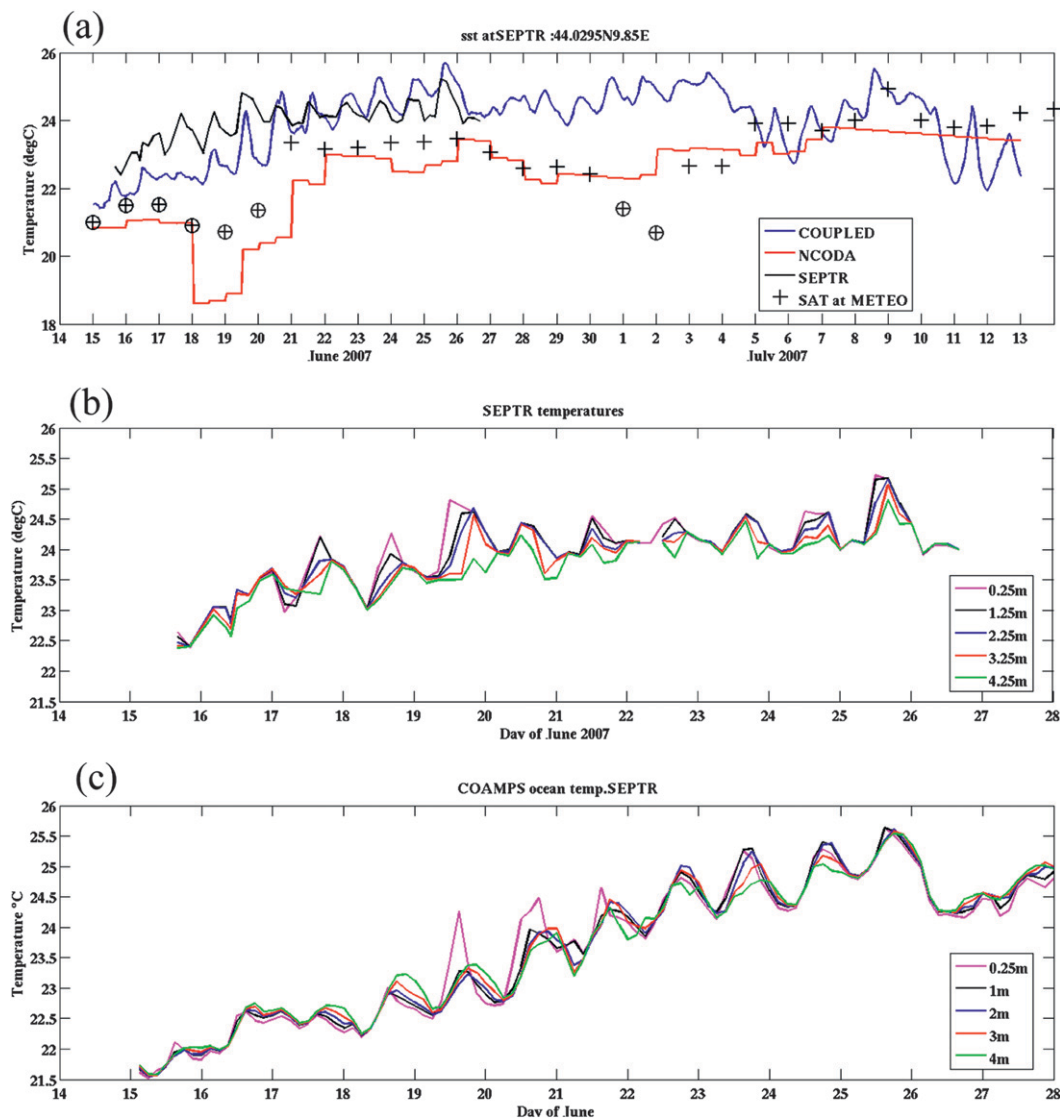 (a)
sst atSEPTR :44.0295N9.85E
26
24
22
20
18
Temperature (degC)
COUPLED
NCODA
SEPTR
SAT at METEO
14 15 16 17 18 19 20 21 22 23 24 25 26 27 28 29 30 1 2 3 4 5 6 7 8 9 10 11 12 13
June 2007 July 2007
(b)
SEPTR temperatures
26
25.5
25
24.5
24
23.5
23
22.5
22
21.5
Temperature (degC)
0.25m
1.25m
2.25m
3.25m
4.25m
14 15 16 17 18 19 20 21 22 23 24 25 26 27 28
Day of June 2007
(c)
COAMPS ocean temp.SEPTR
26
25.5
25
24.5
24
23.5
23
22.5
22
21.5
Temperature °C
0.25m
1m
2m
3m
4m
14 15 16 17 18 19 20 21 22 23 24 25 26 27 28
Day of June